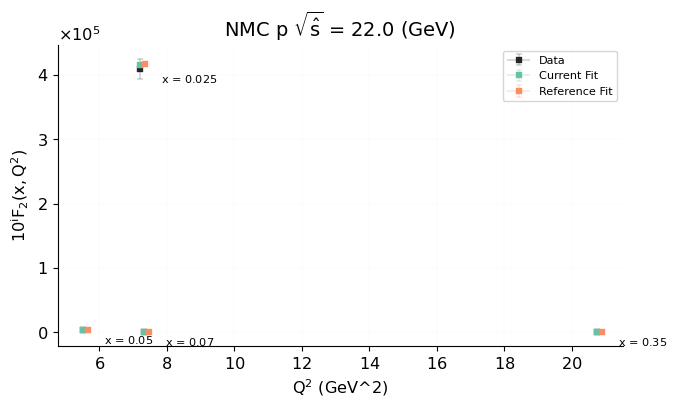 NMC p √ŝ = 22.0 (GeV)
×10⁵
Data
Current Fit
Reference Fit
x = 0.025
4
3
2
1
0
10ⁱF₂(x, Q²)
x = 0.05
x = 0.07
x = 0.35
6 8 10 12 14 16 18 20
Q² (GeV^2)